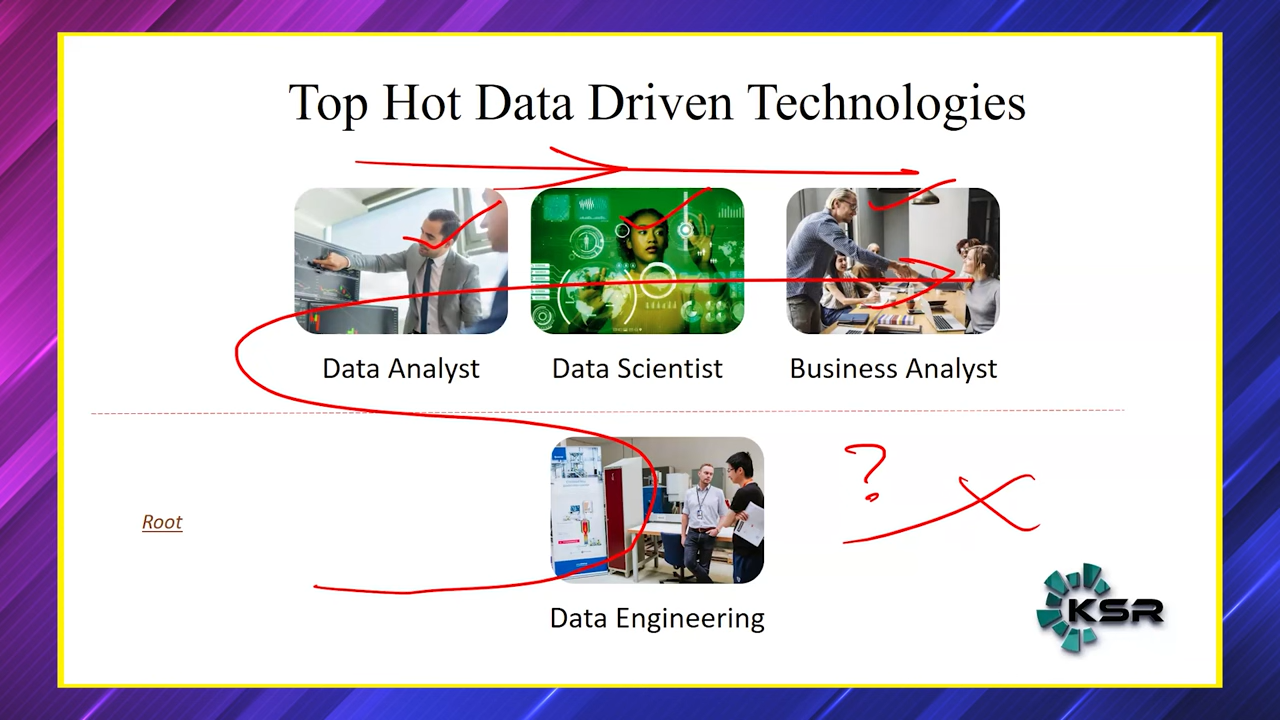 Top Hot Data Driven Technologies
Data Analyst
Data Scientist
Business Analyst
?
Root
Data Engineering
KSR